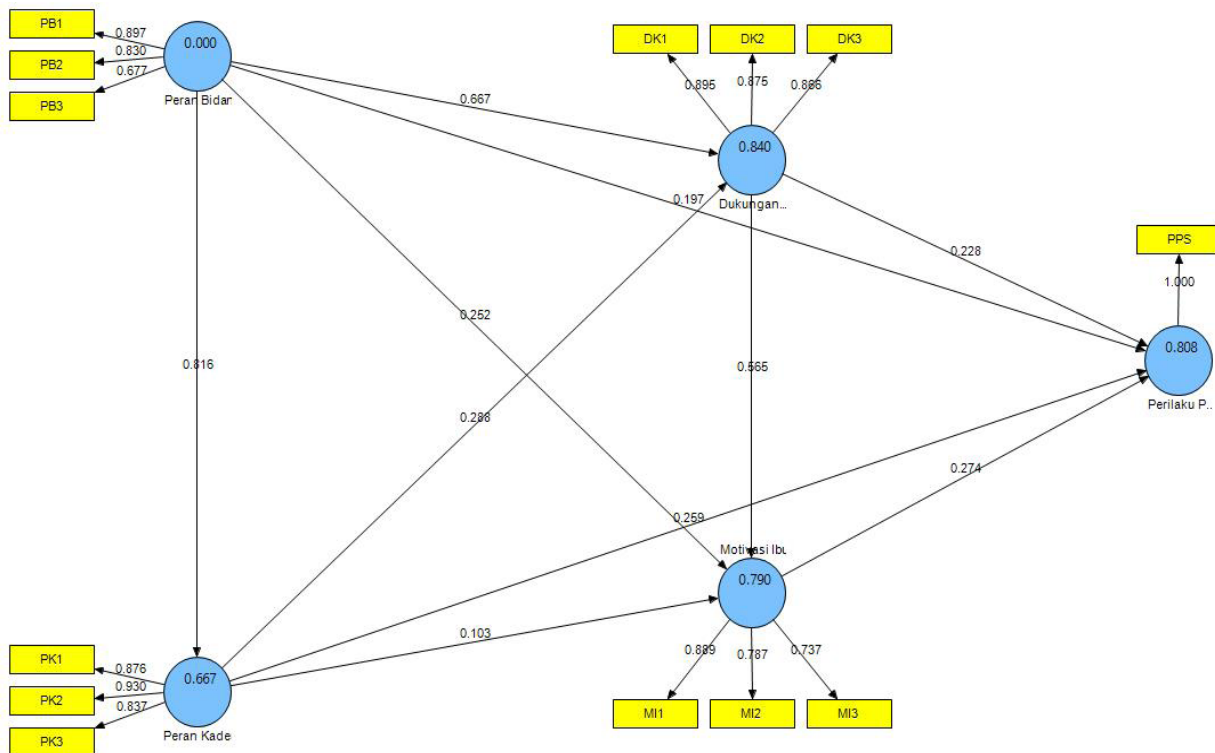 PB1
0.897
PB2
0.830
PB3
0.677
0.000
Peran Bidan
DK1
DK2
DK3
0.895
0.875
0.866
0.667
0.840
Dukungan...
0.197
0.228
PPS
1.000
0.808
Perilaku P..
0.252
0.816
0.565
0.288
0.274
0.259
Motivasi Ibu
0.790
0.103
PK1
0.876
PK2
0.930
PK3
0.837
0.667
Peran Kade
0.889
0.787
0.737
MI1
MI2
MI3